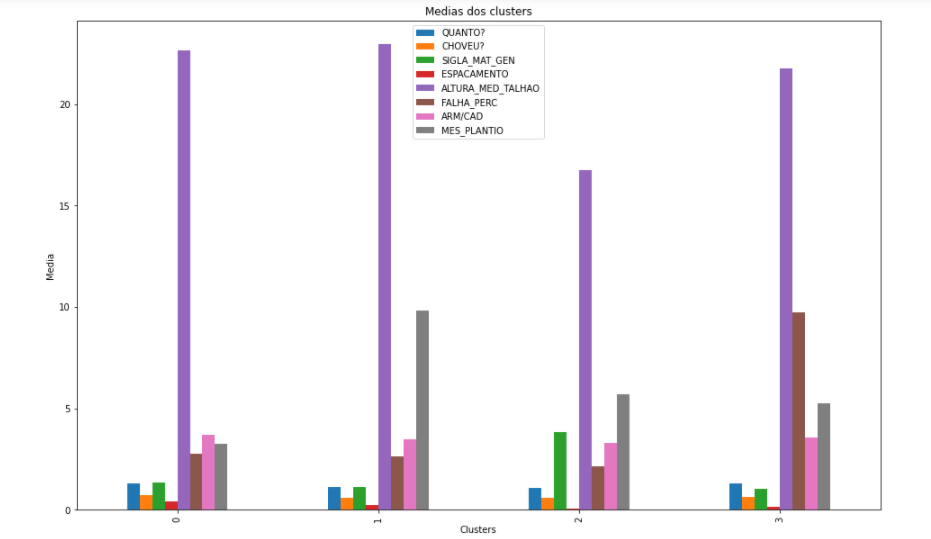 Medias dos clusters
QUANTO?
CHOVEU?
SIGLA_MAT_GEN
ESPACAMENTO
ALTURA_MED_TALHAO
FALHA_PERC
ARM/CAD
MES_PLANTIO
20
15
10
5
0
Media
0
1
2
3
Clusters